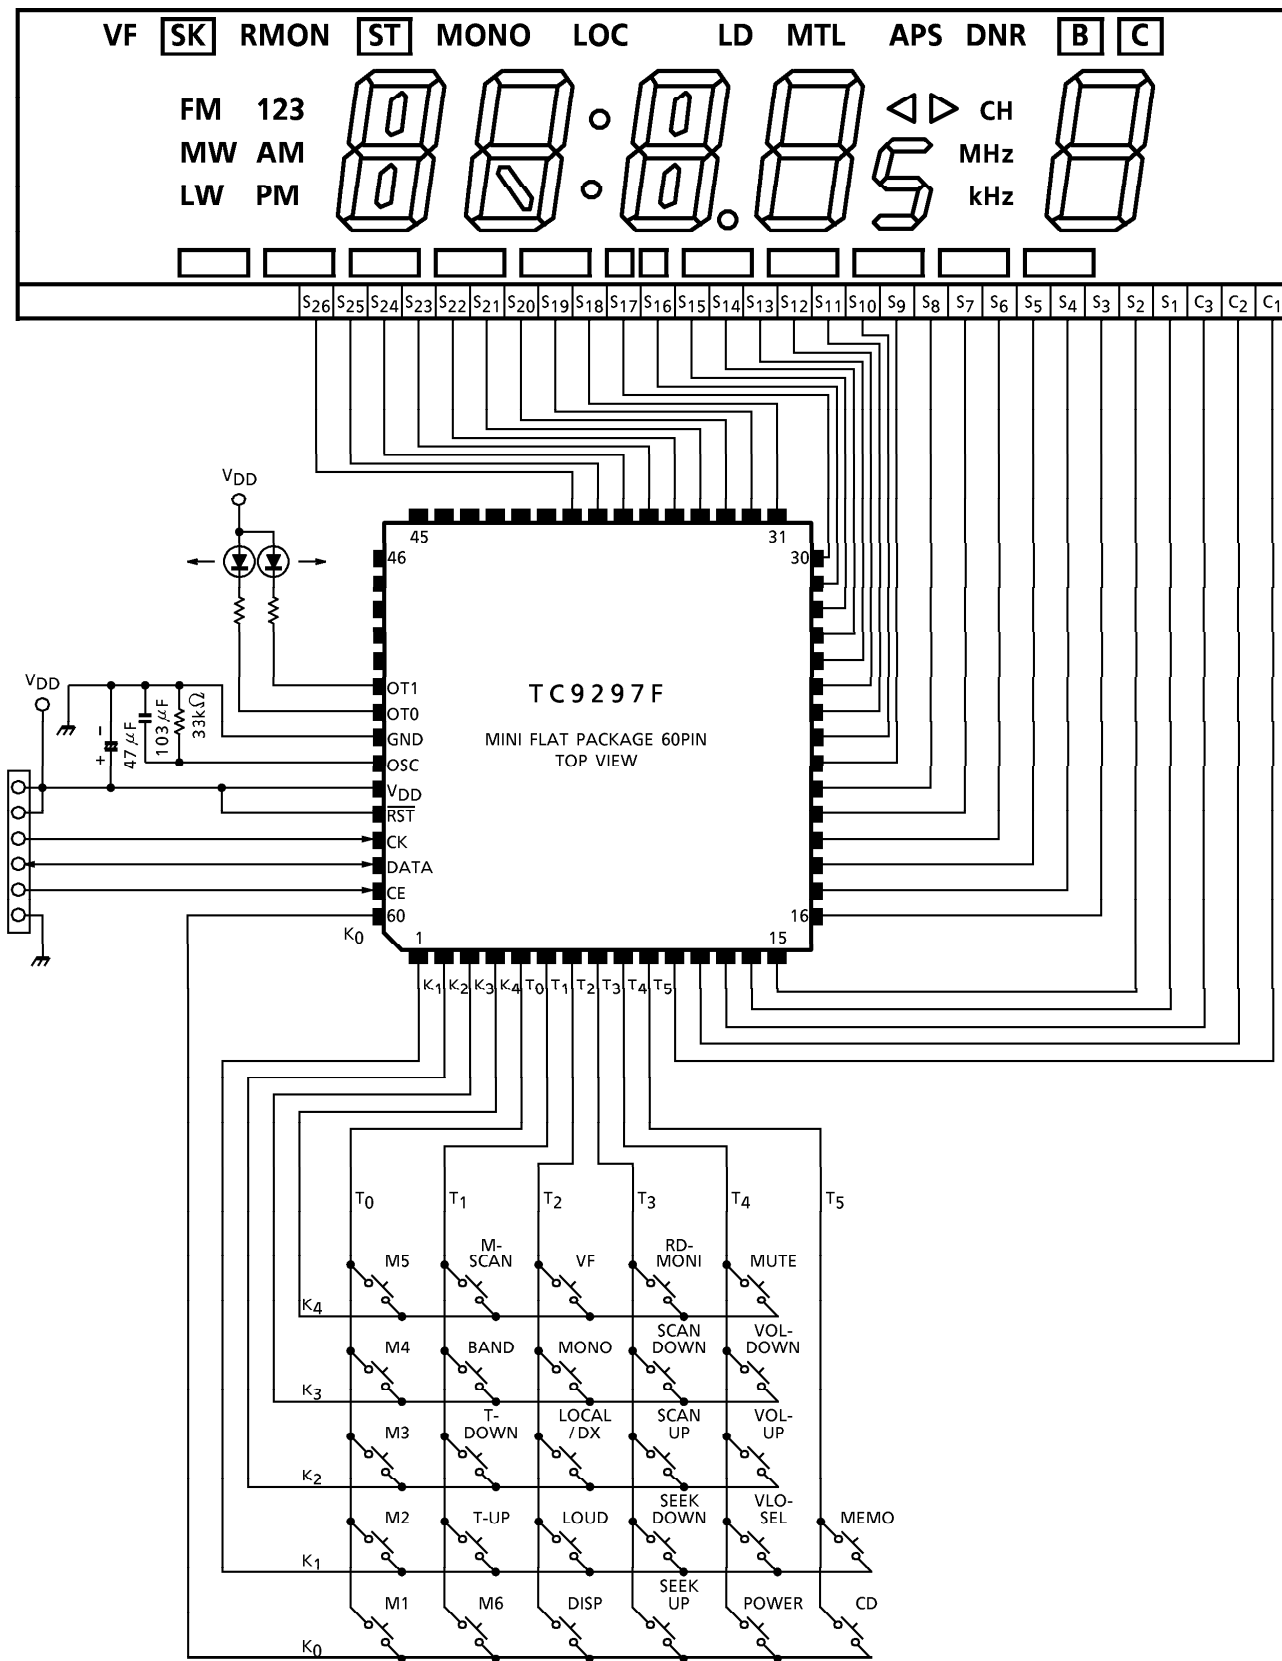 VF SK RMON ST MONO LOC LD MTL APS DNR B C
FM 123 CH
MW AM MHz
LW PM kHz
S26 S25 S24 S23 S22 S21 S20 S19 S18 S17 S16 S15 S14 S13 S12 S11 S10 S9 S8 S7 S6 S5 S4 S3 S2 S1 C3 C2 C1
VDD
45 31
46 30
VDD
OT1
OT0
GND
OSC
VDD
RST
CK
DATA
CE
60 16
K0 1 15
47 μF
103 μF
33kΩ
TC9297F
MINI FLAT PACKAGE 60PIN
TOP VIEW
K1 K2 K3 K4 T0 T1 T2 T3 T4 T5
T0 T1 T2 T3 T4 T5
M5 M-SCAN VF RD-MONI MUTE
K4
M4 BAND MONO SCAN DOWN VOL-DOWN
K3
M3 T-DOWN LOCAL/DX SCAN UP VOL-UP
K2
M2 T-UP LOUD SEEK DOWN VLO-SEL MEMO
K1
M1 M6 DISP SEEK UP POWER CD
K0